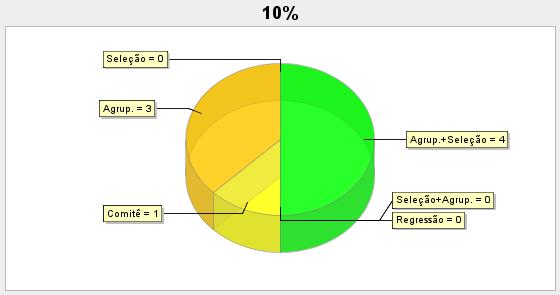 10%
Seleção = 0
Agrup. = 3
Agrup.+Seleção = 4
Seleção+Agrup. = 0
Comitê = 1
Regressão = 0